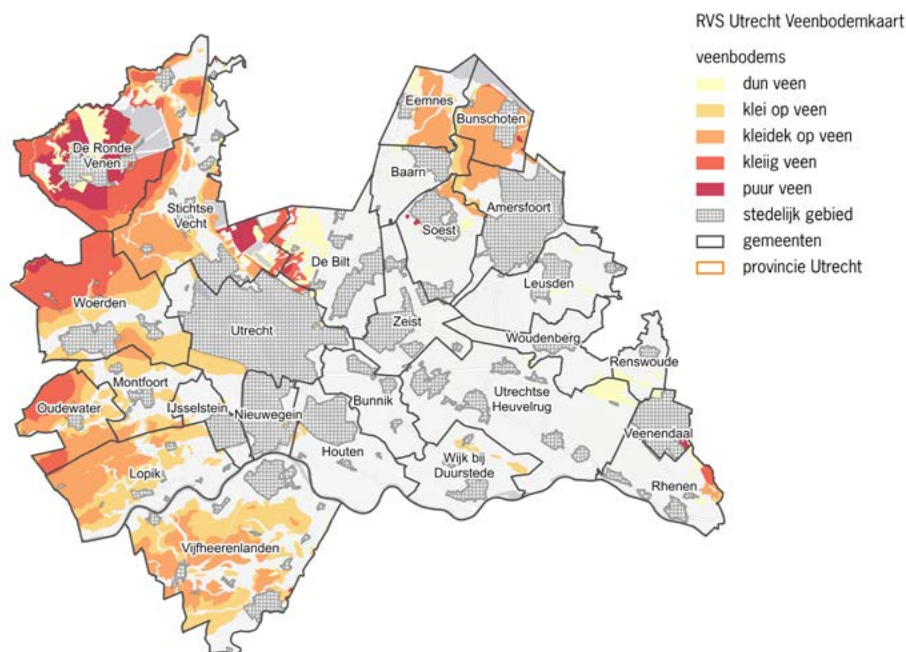 RVS Utrecht Veenbodemkaart
veenbodems
dun veen
klei op veen
kleidek op veen
kleiig veen
puur veen
stedelijk gebied
gemeenten
provincie Utrecht
Eemnes
Bunschoten
De Ronde
Venen
Baarn
Stichtse
Vecht
Amersfoort
Soest
De Bilt
Leusden
Woerden
Zeist
Utrecht
Woudenberg
Renswoude
Montfoort
Bunnik
Utrechtse
Heuvelrug
Oudewater
IJsselstein
Nieuwegein
Veenendaal
Houten
Wijk bij
Duurstede
Lopik
Rhenen
Vijfheerenlanden